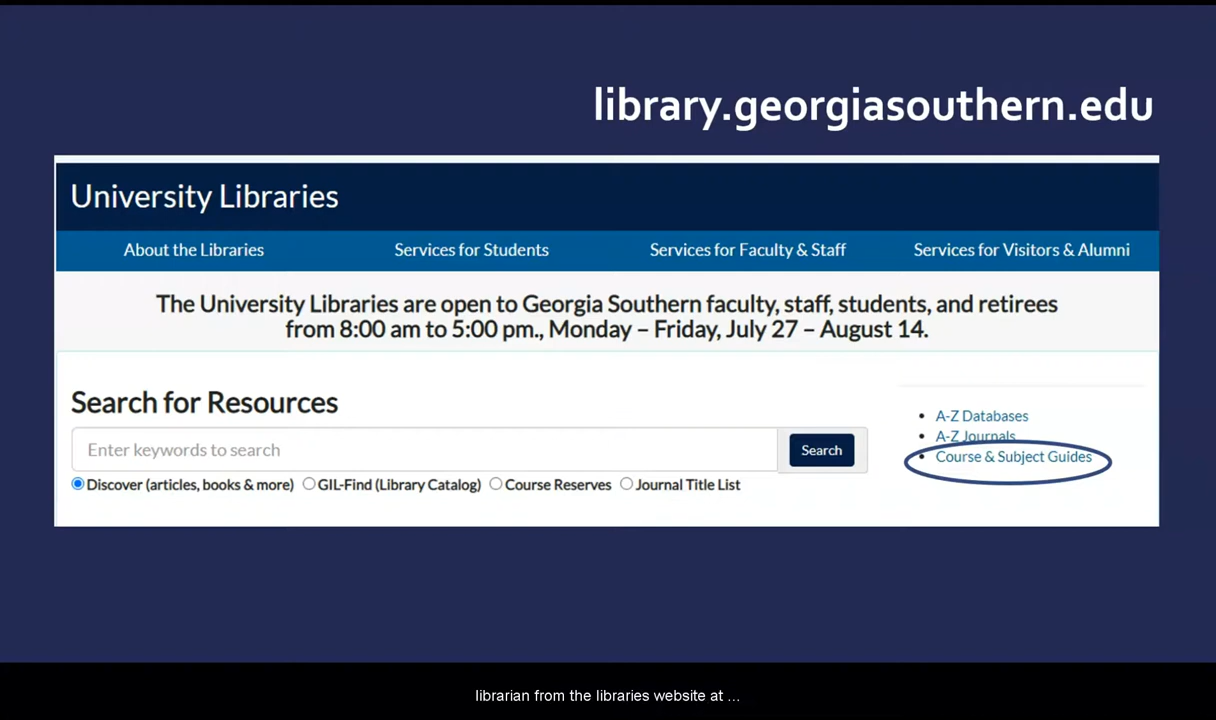 library.georgiasouthern.edu
University Libraries
About the Libraries Services for Students Services for Faculty & Staff Services for Visitors & Alumni
The University Libraries are open to Georgia Southern faculty, staff, students, and retirees
from 8:00 am to 5:00 pm., Monday – Friday, July 27 – August 14.
Search for Resources
A-Z Databases
A-Z Journals
Enter keywords to search Search
Course & Subject Guides
Discover (articles, books & more) GIL-Find (Library Catalog) Course Reserves Journal Title List
librarian from the libraries website at ...